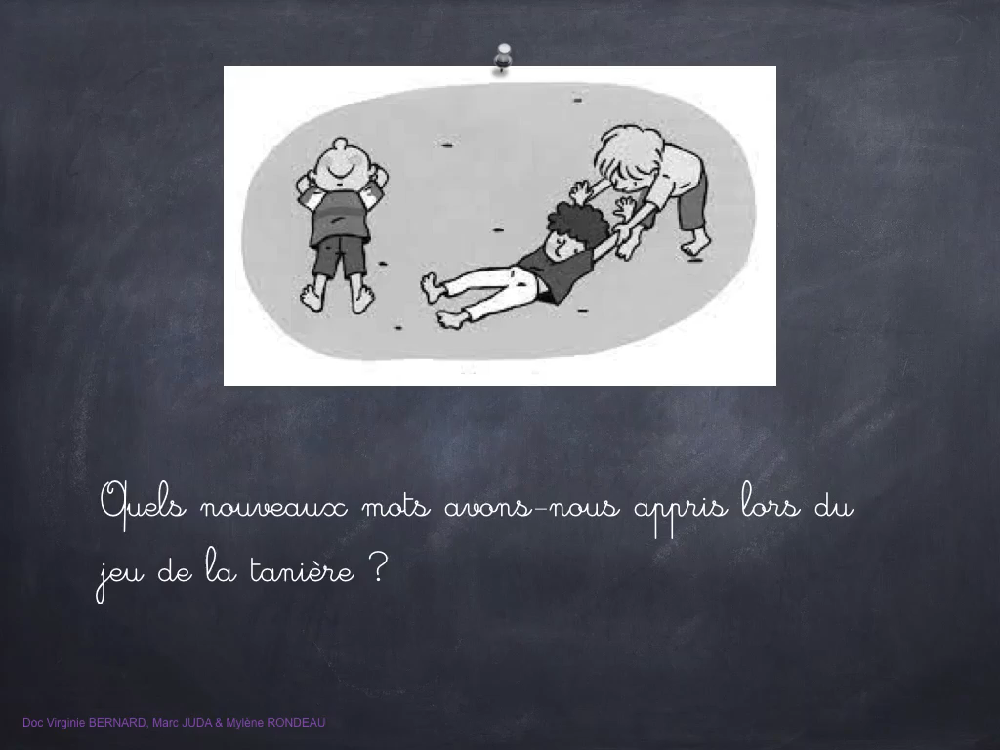 Quels nouveaux mots avons-nous appris lors du
jeu de la tanière ?
Doc Virginie BERNARD, Marc JUDA & Mylène RONDEAU